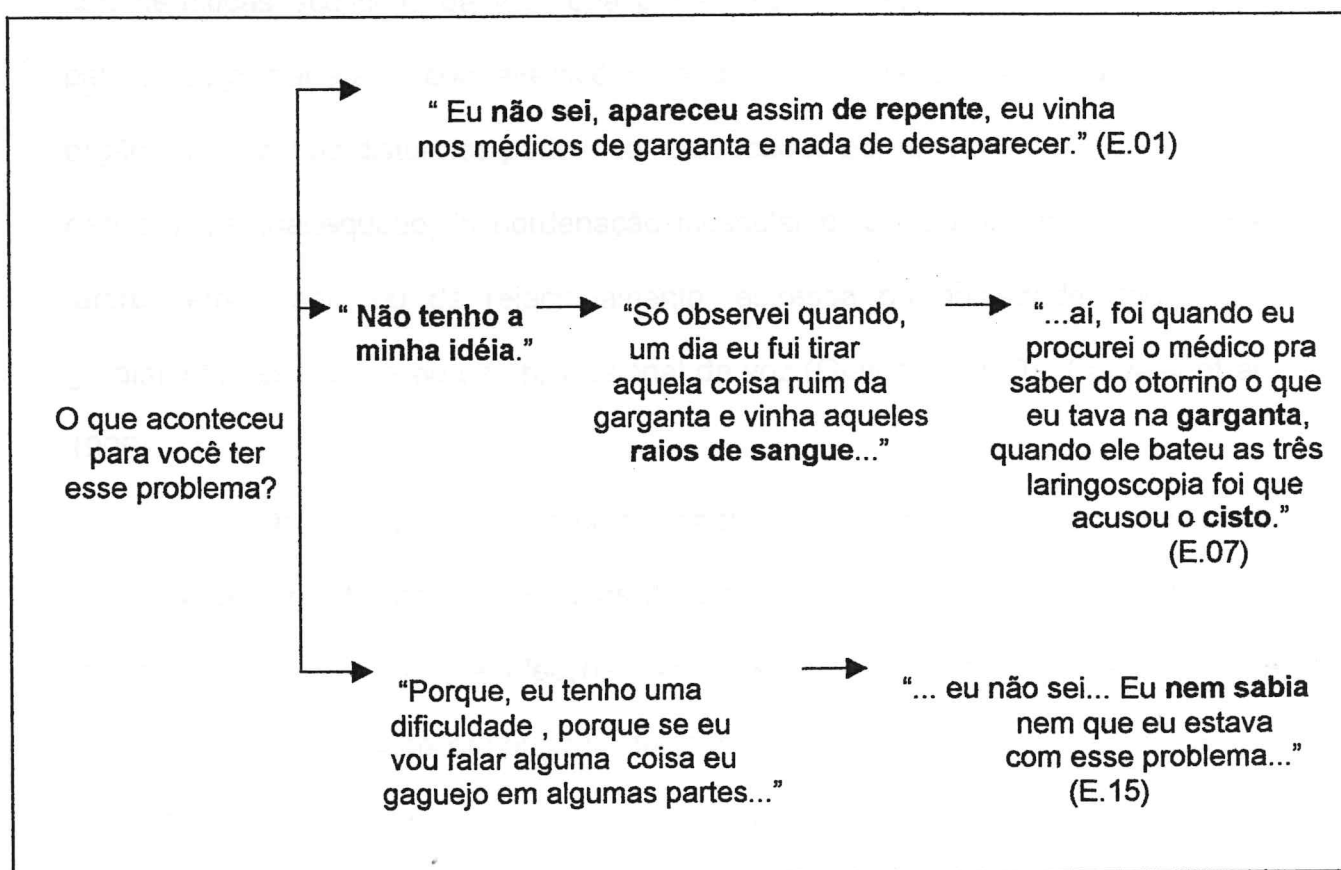 “ Eu não sei, apareceu assim de repente, eu vinha
nos médicos de garganta e nada de desaparecer.” (E.01)
O que aconteceu
para você ter
esse problema?
“ Não tenho a
minha idéia.”
“Só observei quando,
um dia eu fui tirar
aquela coisa ruim da
garganta e vinha aqueles
raios de sangue...”
“...aí, foi quando eu
procurei o médico pra
saber do otorrino o que
eu tava na garganta,
quando ele bateu as três
laringoscopia foi que
acusou o cisto.”
(E.07)
“Porque, eu tenho uma
dificuldade , porque se eu
vou falar alguma coisa eu
gaguejo em algumas partes...”
“... eu não sei... Eu nem sabia
nem que eu estava
com esse problema...”
(E.15)